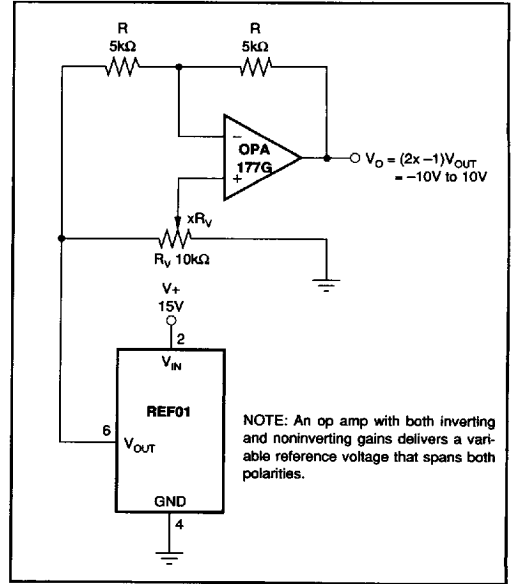 R
5kΩ
R
5kΩ
−
OPA
177G
+
V_O = (2x −1)V_OUT
= −10V to 10V
xR_V
R_V 10kΩ
V+
15V
2
V_IN
REF01
6
V_OUT
GND
4
NOTE: An op amp with both inverting
and noninverting gains delivers a vari-
able reference voltage that spans both
polarities.